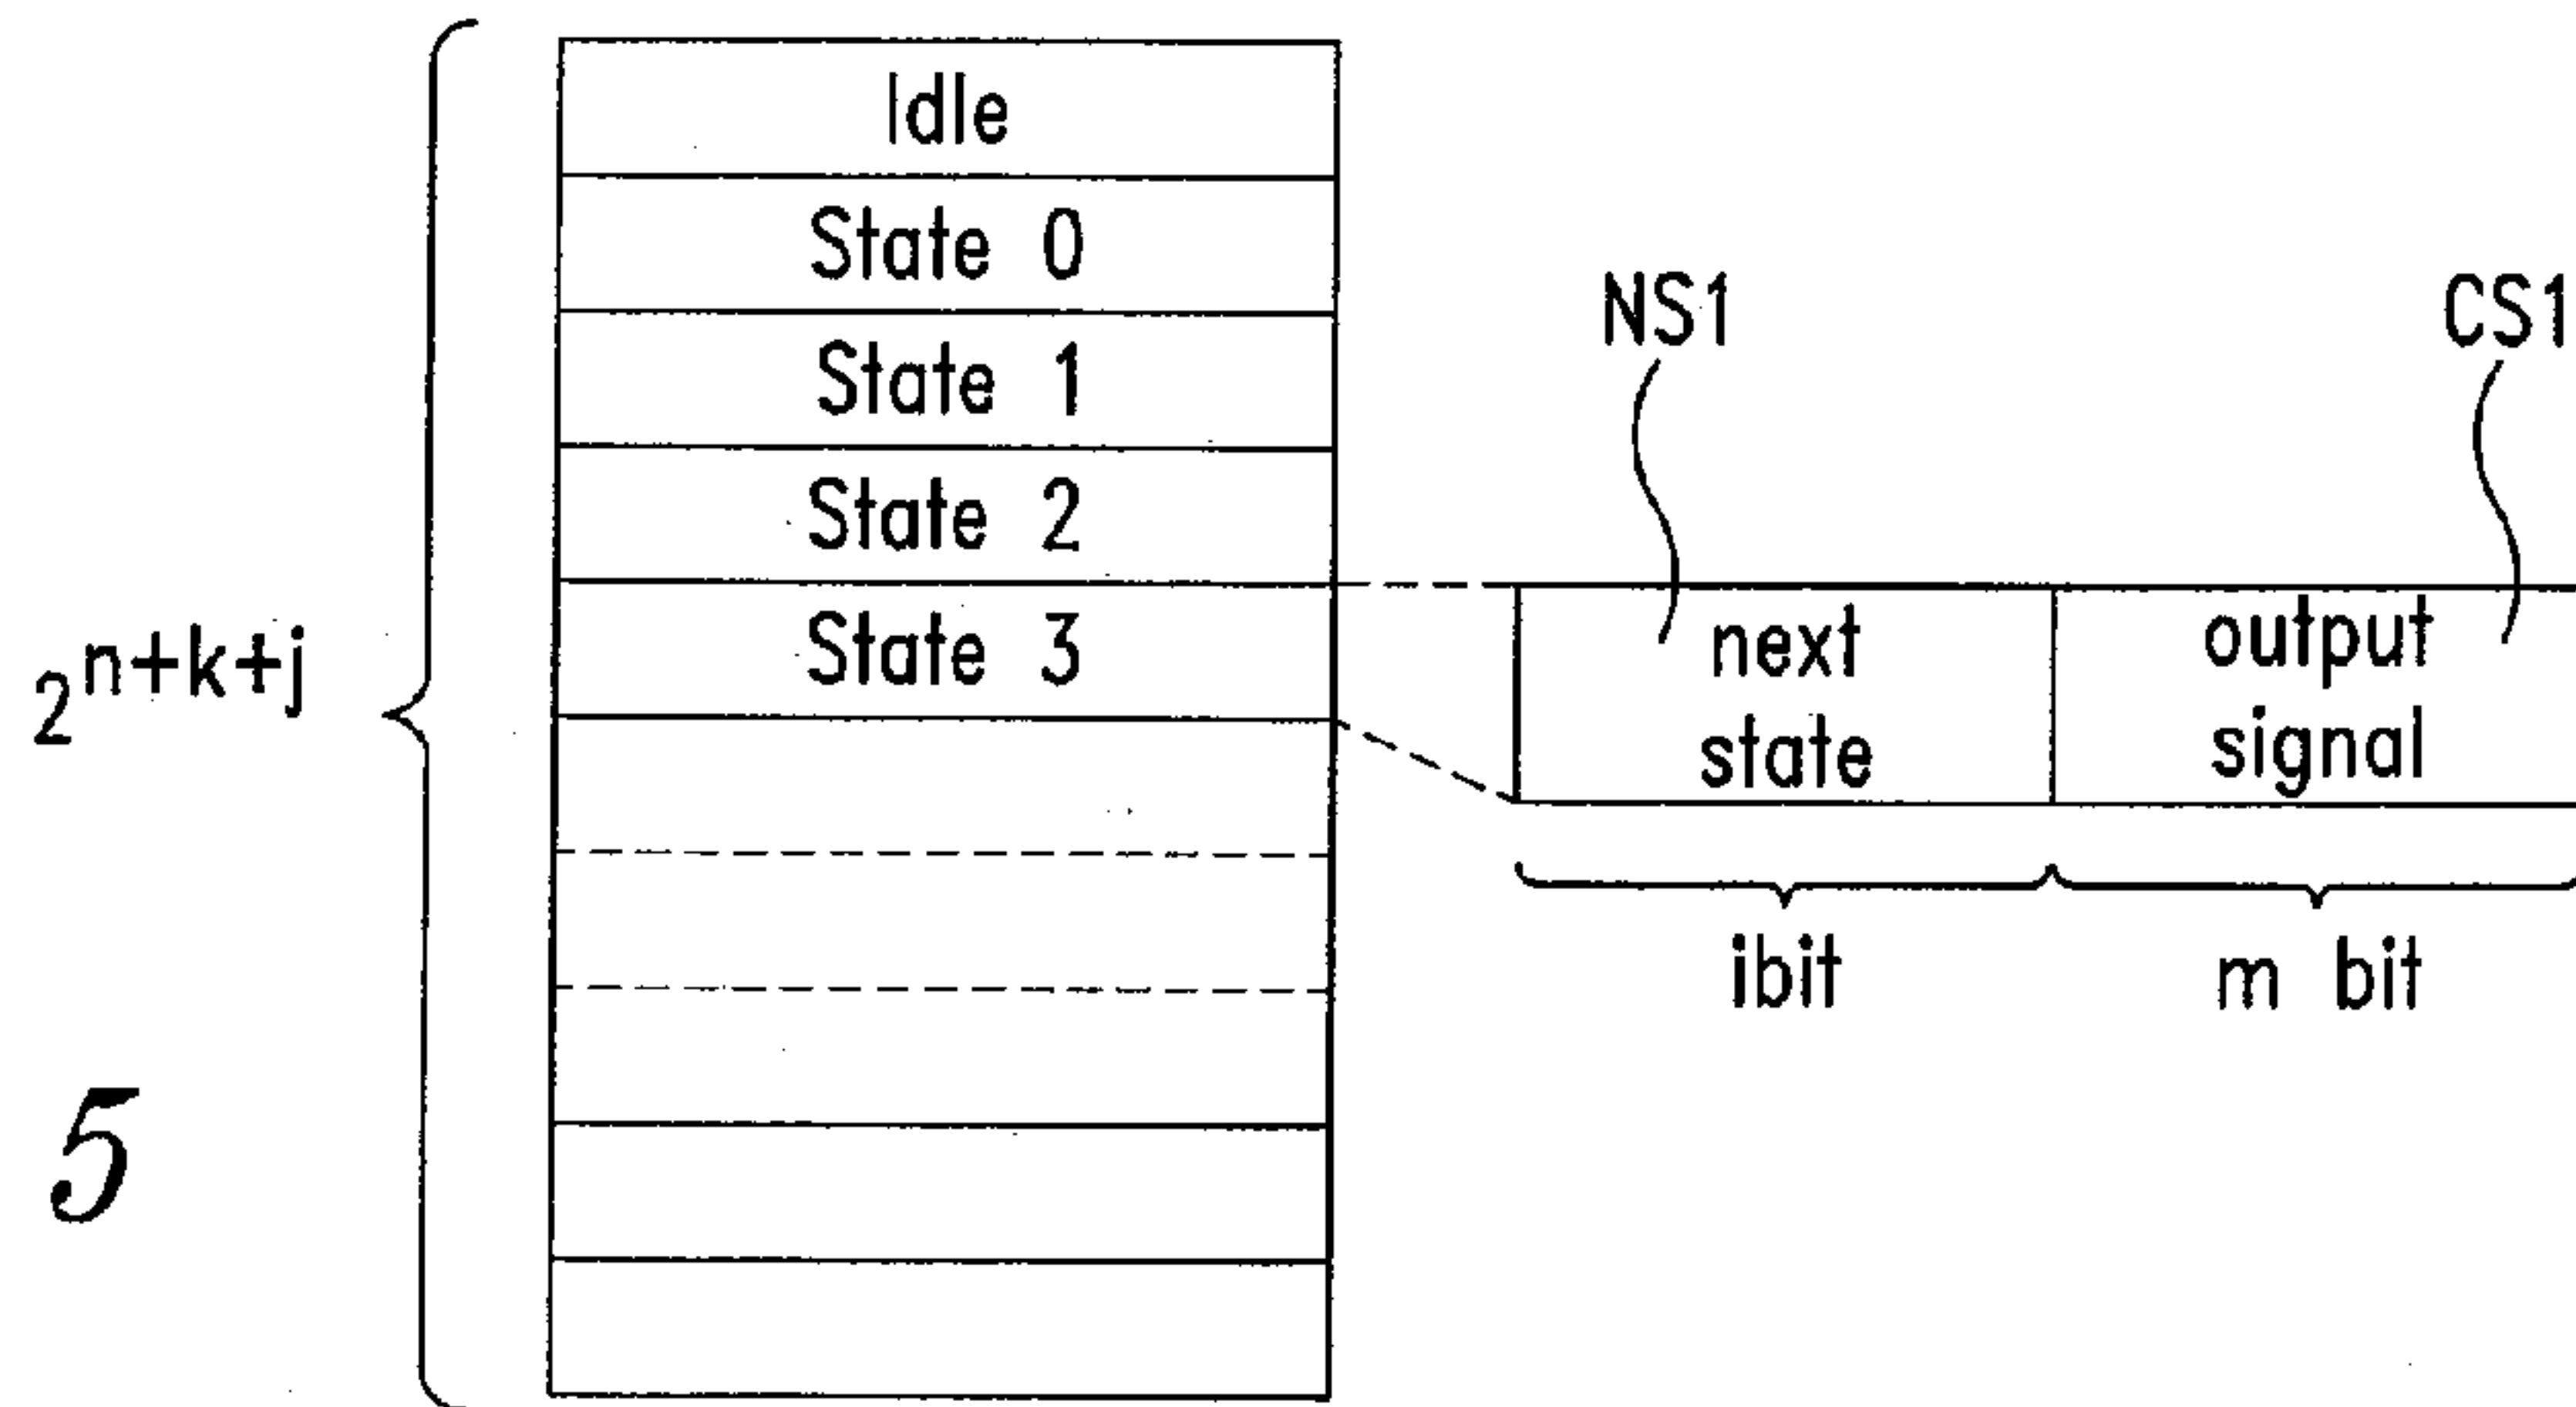 Idle
State 0
State 1
State 2
State 3
2^{n+k+j}
NS1
CS1
next
state
output
signal
ibit
m bit
5